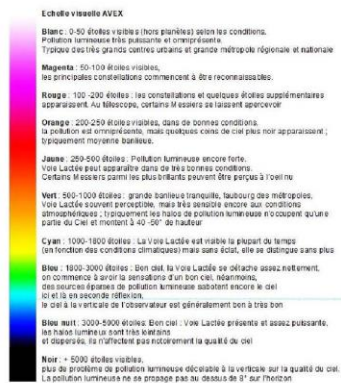 Echelle visuelle AVEX
Blanc : 0-50 étoiles visibles (hors planètes) selon les conditions.
Pollution lumineuse très puissante et omniprésente.
Typique des très grands centres urbains et grande métropole régionale et nationale
Magenta : 50-100 étoiles visibles,
les principales constellations commencent à être reconnaissables.
Rouge : 100 -200 étoiles : les constellations et quelques étoiles supplémentaires
apparaissent. Au télescope, certains Messiers se laissent apercevoir
Orange : 200-250 étoiles visibles, dans de bonnes conditions,
la pollution est omniprésente, mais quelques coins de ciel plus noir apparaissent ;
typiquement moyenne banlieue.
Jaune : 250-500 étoiles : Pollution lumineuse encore forte.
Voie Lactée peut apparaître dans de très bonnes conditions.
Certains Messiers parmi les plus brillants peuvent être perçus à l'oeil nu
Vert : 500-1000 étoiles : grande banlieue tranquille, faubourg des métropoles,
Voie Lactée souvent perceptible, mais très sensible encore aux conditions
atmosphériques ; typiquement les halos de pollution lumineuse n'occupent qu'une
partie du Ciel et montent à 40 -50° de hauteur
Cyan : 1000-1800 étoiles : La Voie Lactée est visible la plupart du temps
(en fonction des conditions climatiques) mais sans éclat, elle se distingue sans plus
Bleu : 1800-3000 étoiles : Bon ciel, la Voie Lactée se détache assez nettement,
on commence à avoir la sensations d'un bon ciel, néanmoins,
des sources éparses de pollution lumineuse sabotent encore le ciel
ici et là en seconde réflexion,
le ciel à la verticale de l'observateur est généralement bon à très bon
Bleu nuit : 3000-5000 étoiles: Bon ciel : Voie Lactée présente et assez puissante,
les halos lumineux sont très lointains
et dispersés, ils n'affectent pas notoirement la qualité du ciel
Noir : + 5000 étoiles visibles,
plus de problème de pollution lumineuse décelable à la verticale sur la qualité du ciel.
La pollution lumineuse ne se propage pas au dessus de 8° sur l'horizon